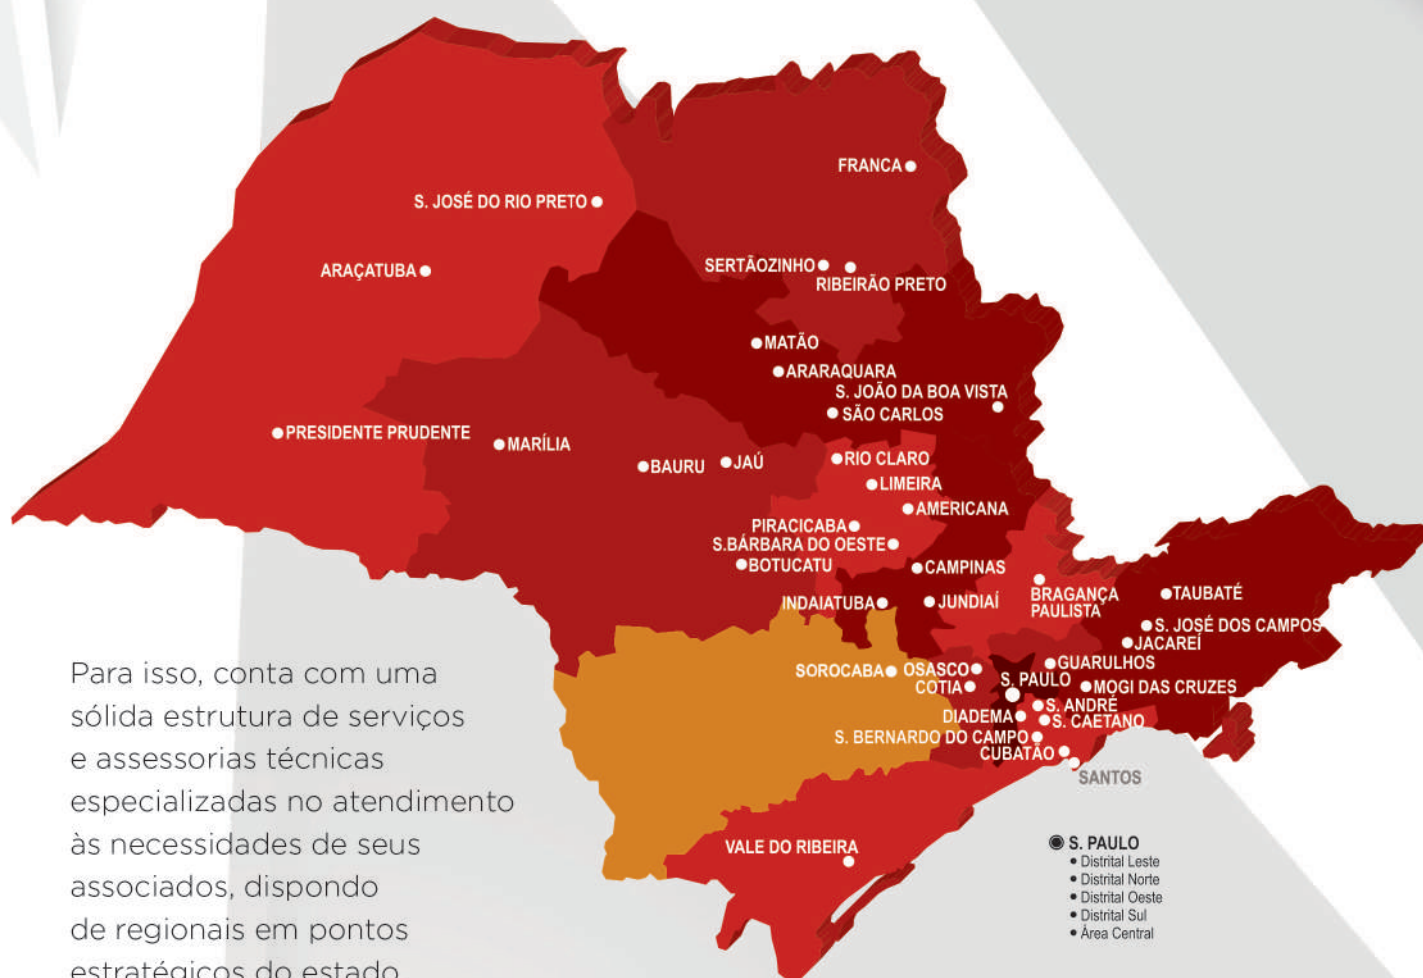 FRANCA
S. JOSÉ DO RIO PRETO
SERTÃOZINHO
ARAÇATUBA
RIBEIRÃO PRETO
MATÃO
ARARAQUARA
S. JOÃO DA BOA VISTA
SÃO CARLOS
PRESIDENTE PRUDENTE
MARÍLIA
RIO CLARO
JAÚ
BAURU
LIMEIRA
AMERICANA
PIRACICABA
S.BÁRBARA DO OESTE
BOTUCATU
CAMPINAS
BRAGANÇA
PAULISTA
TAUBATÉ
INDAIATUBA
JUNDIAÍ
S. JOSÉ DOS CAMPOS
JACAREÍ
GUARULHOS
SOROCABA
OSASCO
S. PAULO
COTIA
MOGI DAS CRUZES
S. ANDRÉ
DIADEMA
S. CAETANO
S. BERNARDO DO CAMPO
CUBATÃO
SANTOS
VALE DO RIBEIRA
Para isso, conta com uma
sólida estrutura de serviços
e assessorias técnicas
especializadas no atendimento
às necessidades de seus
associados, dispondo
de regionais em pontos
estratégicos do estado
S. PAULO
• Distrital Leste
• Distrital Norte
• Distrital Oeste
• Distrital Sul
• Área Central